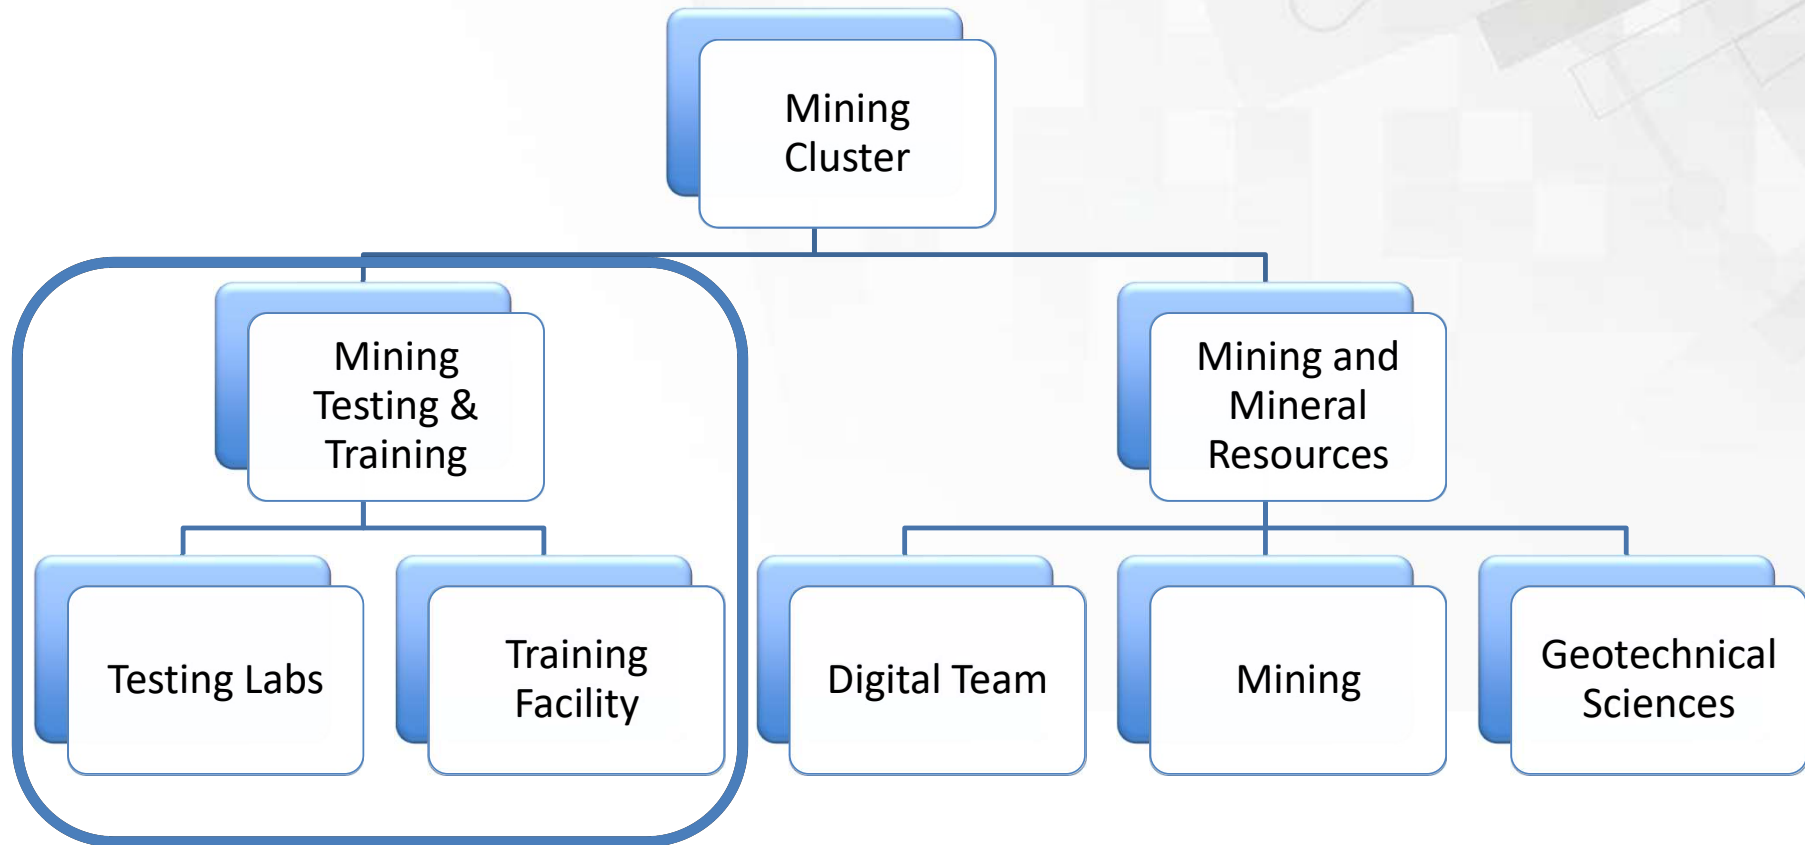 Mining
Cluster
Mining
Testing &
Training
Mining and
Mineral
Resources
Testing Labs
Training
Facility
Digital Team
Mining
Geotechnical
Sciences